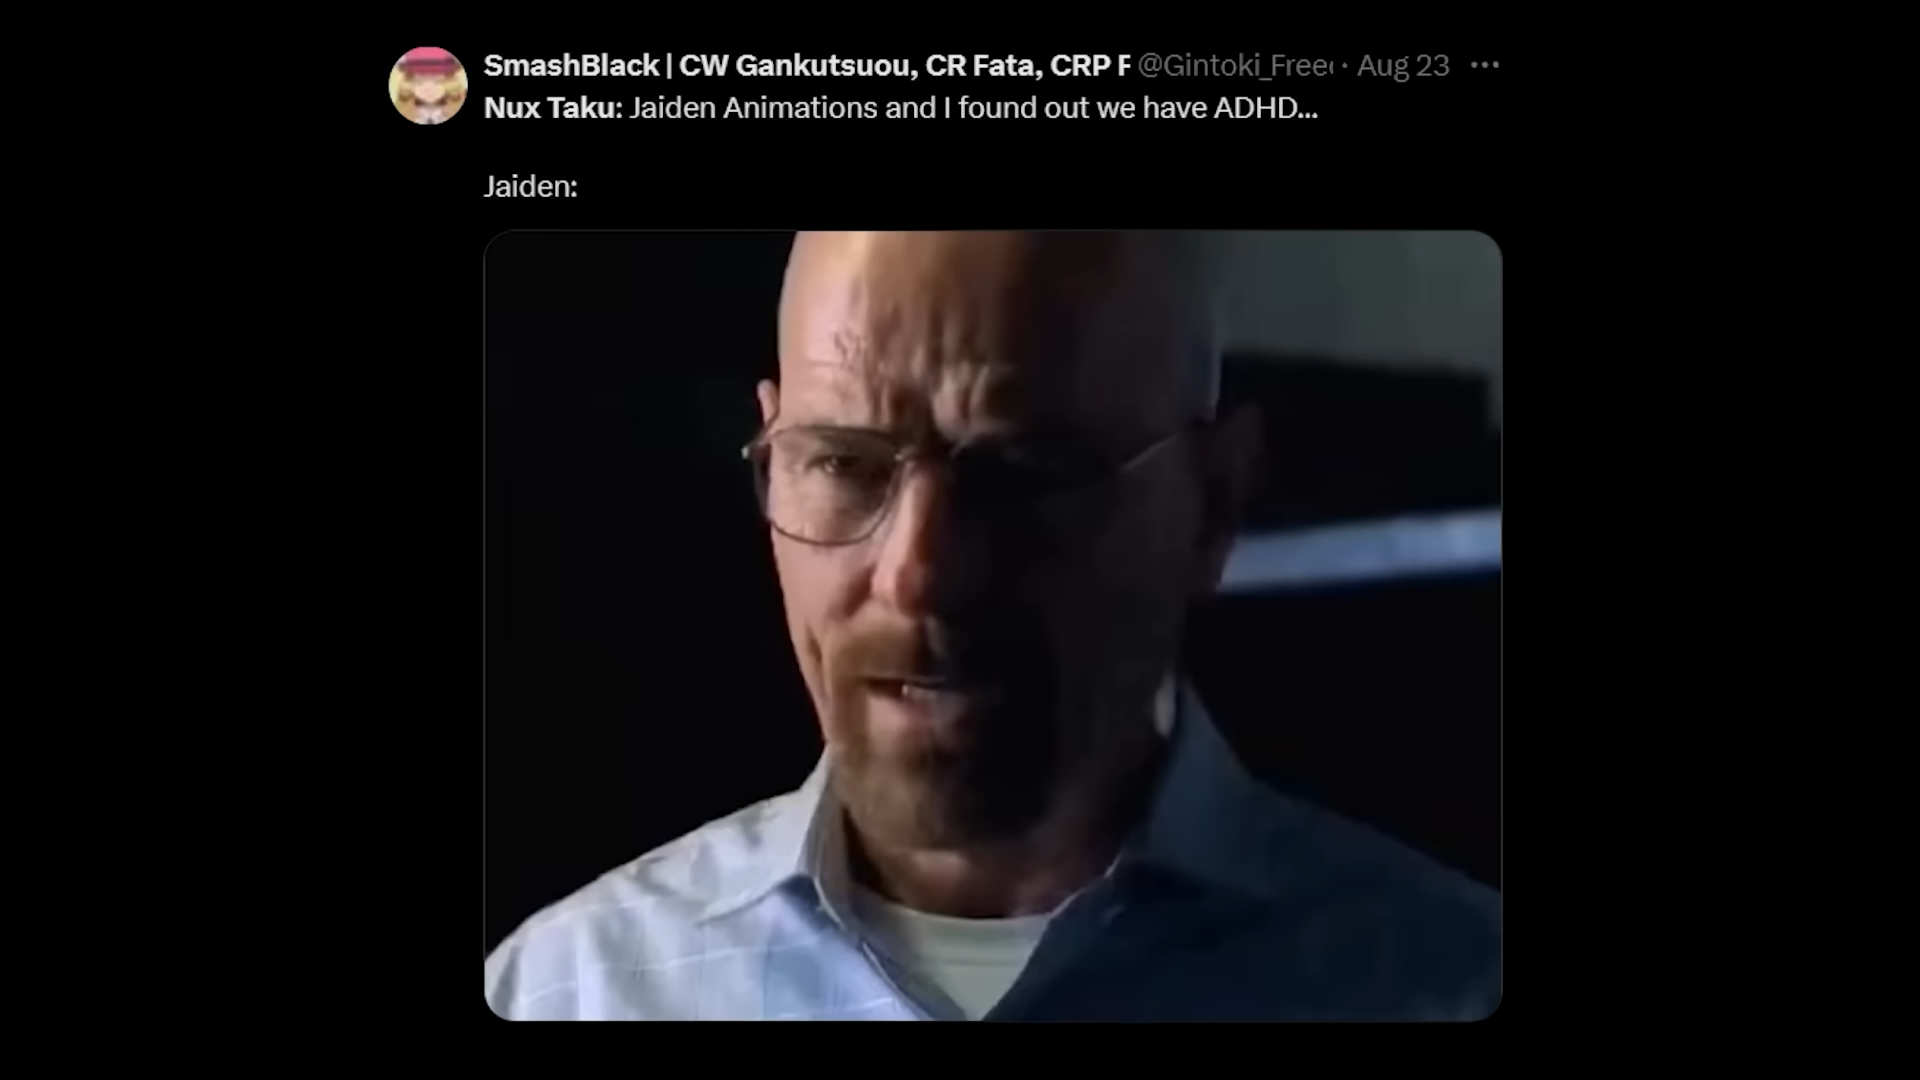 SmashBlack | CW Gankutsuou, CR Fata, CRP F @Gintoki_Free · Aug 23 ···
Nux Taku: Jaiden Animations and I found out we have ADHD...
Jaiden: